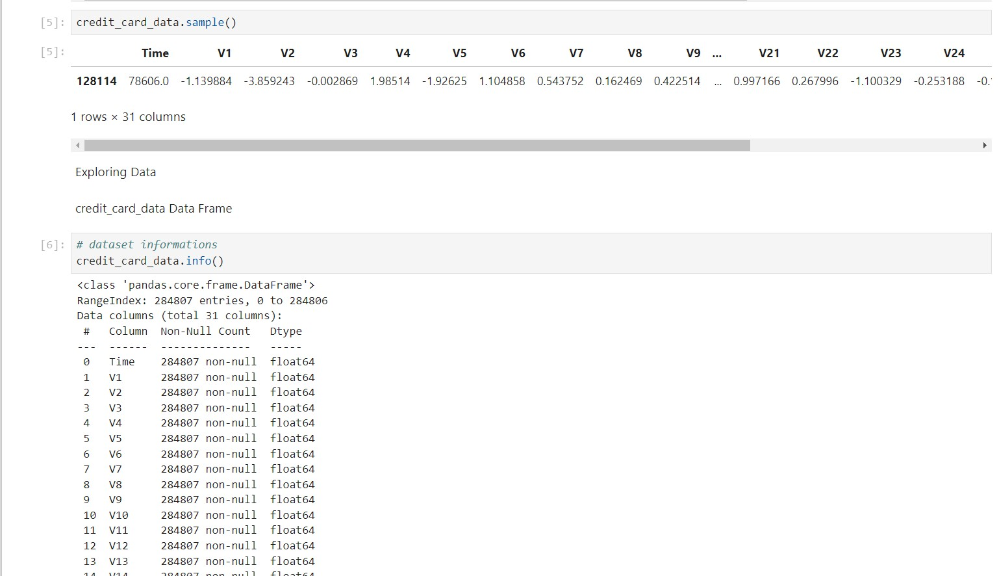 [5]: credit_card_data.sample()
[5]: Time V1 V2 V3 V4 V5 V6 V7 V8 V9 ... V21 V22 V23 V24
128114 78606.0 -1.139884 -3.859243 -0.002869 1.98514 -1.92625 1.104858 0.543752 0.162469 0.422514 ... 0.997166 0.267996 -1.100329 -0.253188 -0.
1 rows × 31 columns
Exploring Data
credit_card_data Data Frame
[6]: # dataset informations
credit_card_data.info()
<class 'pandas.core.frame.DataFrame'>
RangeIndex: 284807 entries, 0 to 284806
Data columns (total 31 columns):
# Column Non-Null Count Dtype
--- ------ -------------- -----
0 Time 284807 non-null float64
1 V1 284807 non-null float64
2 V2 284807 non-null float64
3 V3 284807 non-null float64
4 V4 284807 non-null float64
5 V5 284807 non-null float64
6 V6 284807 non-null float64
7 V7 284807 non-null float64
8 V8 284807 non-null float64
9 V9 284807 non-null float64
10 V10 284807 non-null float64
11 V11 284807 non-null float64
12 V12 284807 non-null float64
13 V13 284807 non-null float64
14 V14 284807 non-null float64